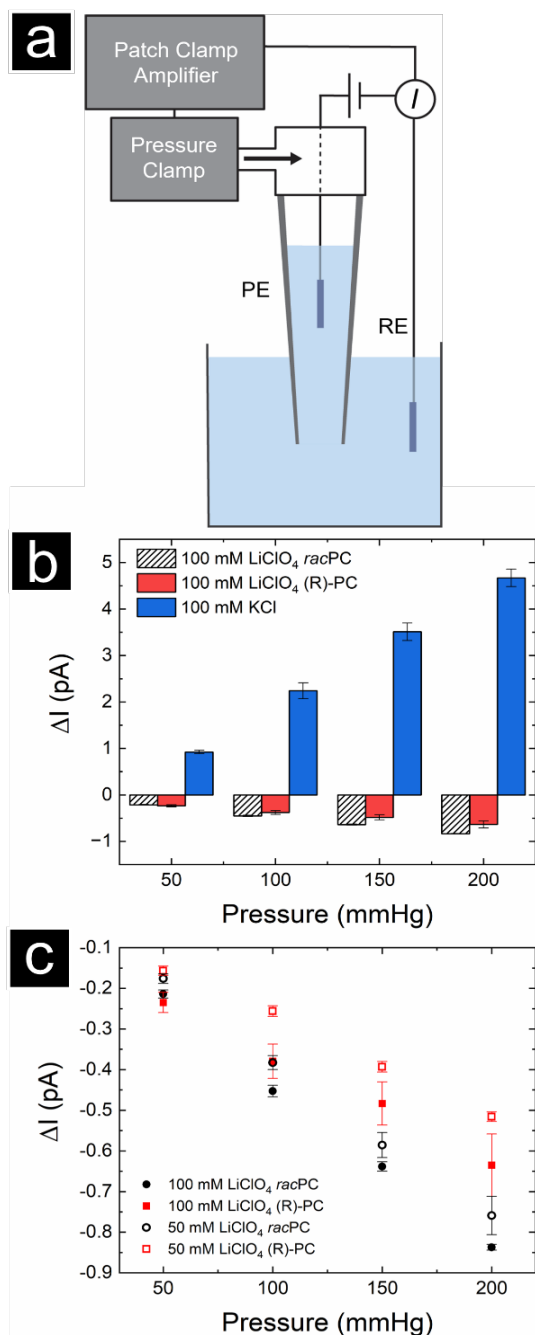 a
Patch Clamp
Amplifier
Pressure
Clamp
I
PE
RE
b
100 mM LiClO₄ racPC
100 mM LiClO₄ (R)-PC
100 mM KCl
5
4
3
2
1
0
−1
ΔI (pA)
50 100 150 200
Pressure (mmHg)
c
-0.1
-0.2
-0.3
-0.4
-0.5
-0.6
-0.7
-0.8
-0.9
ΔI (pA)
100 mM LiClO₄ racPC
100 mM LiClO₄ (R)-PC
50 mM LiClO₄ racPC
50 mM LiClO₄ (R)-PC
50 100 150 200
Pressure (mmHg)